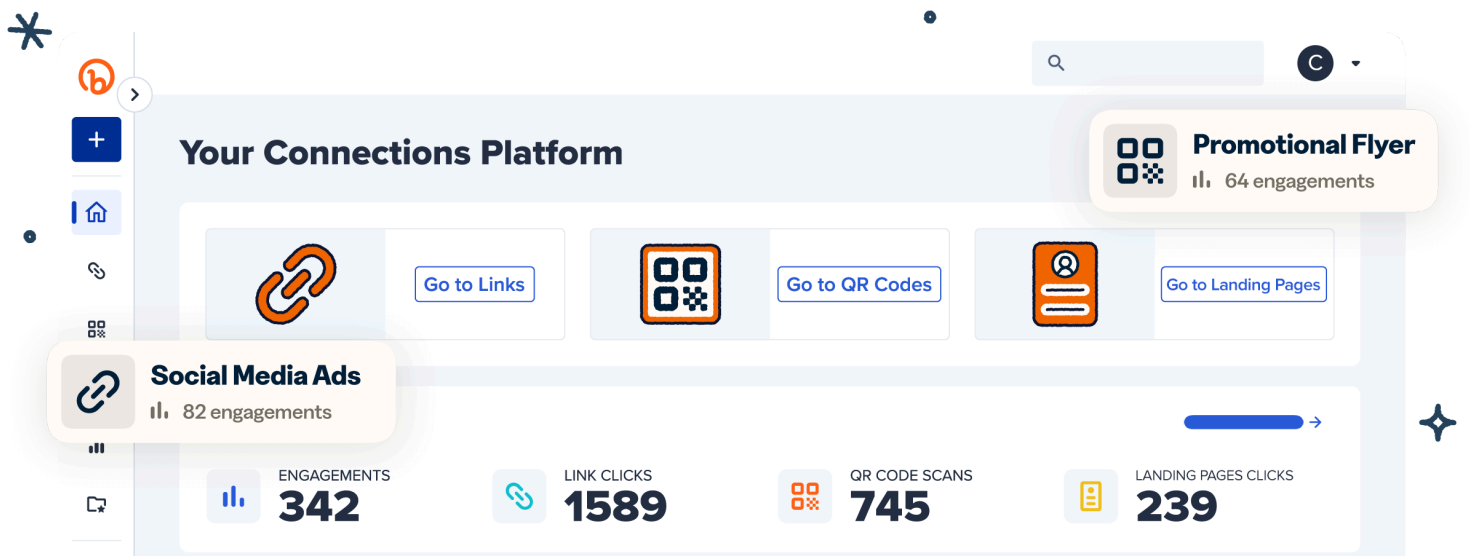 C
Your Connections Platform
Promotional Flyer
64 engagements
Go to Links
Go to QR Codes
Go to Landing Pages
Social Media Ads
82 engagements
ENGAGEMENTS
342
LINK CLICKS
1589
QR CODE SCANS
745
LANDING PAGES CLICKS
239